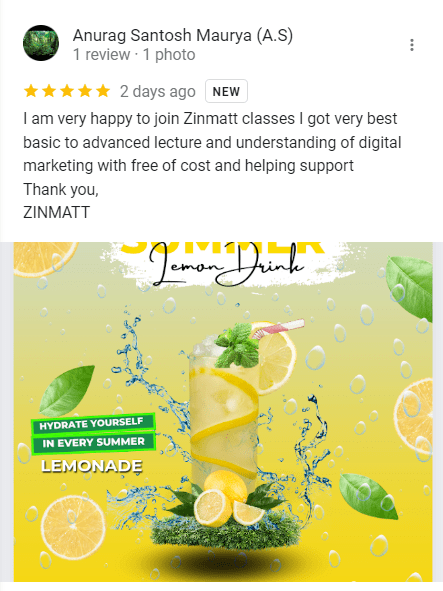 Anurag Santosh Maurya (A.S)
1 review · 1 photo
2 days ago NEW
I am very happy to join Zinmatt classes I got very best
basic to advanced lecture and understanding of digital
marketing with free of cost and helping support
Thank you,
ZINMATT
SUMMER
Lemon Drink
HYDRATE YOURSELF
IN EVERY SUMMER
LEMONADE